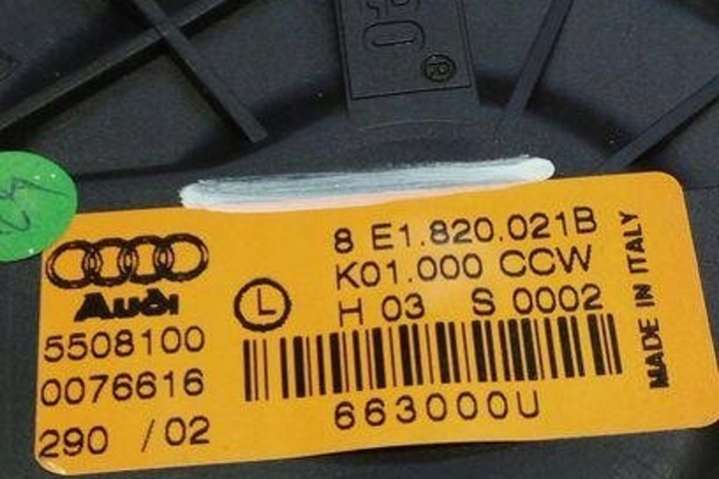 ®
8 E1.820.021B
K01.000 CCW
L H 03 S 0002
Audi
5508100
0076616
290 /02
663000U
MADE IN ITALY